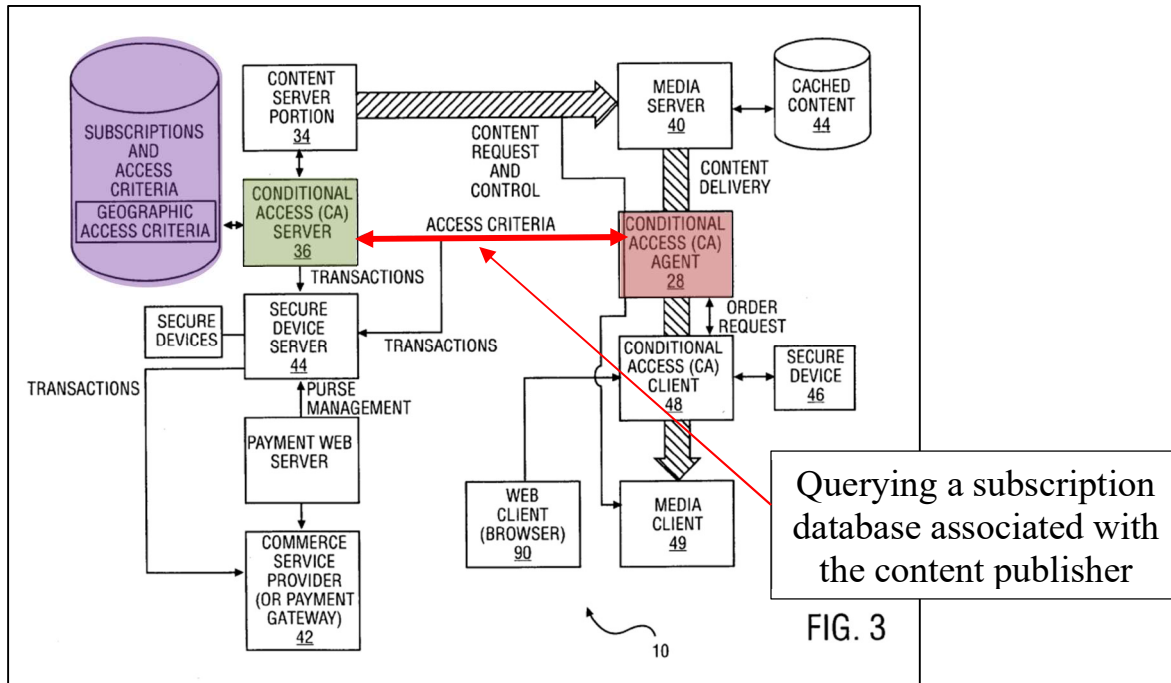 SUBSCRIPTIONS
AND
ACCESS
CRITERIA
GEOGRAPHIC
ACCESS CRITERIA
CONTENT
SERVER
PORTION
34
CONDITIONAL
ACCESS (CA)
SERVER
36
TRANSACTIONS
SECURE
DEVICES
SECURE
DEVICE
SERVER
44
TRANSACTIONS
TRANSACTIONS
PURSE
MANAGEMENT
PAYMENT WEB
SERVER
COMMERCE
SERVICE
PROVIDER
(OR PAYMENT
GATEWAY)
42
CONTENT
REQUEST
AND
CONTROL
ACCESS CRITERIA
MEDIA
SERVER
40
CACHED
CONTENT
44
CONTENT
DELIVERY
CONDITIONAL
ACCESS (CA)
AGENT
28
ORDER
REQUEST
CONDITIONAL
ACCESS (CA)
CLIENT
48
SECURE
DEVICE
46
WEB
CLIENT
(BROWSER)
90
MEDIA
CLIENT
49
Querying a subscription
database associated with
the content publisher
10
FIG. 3